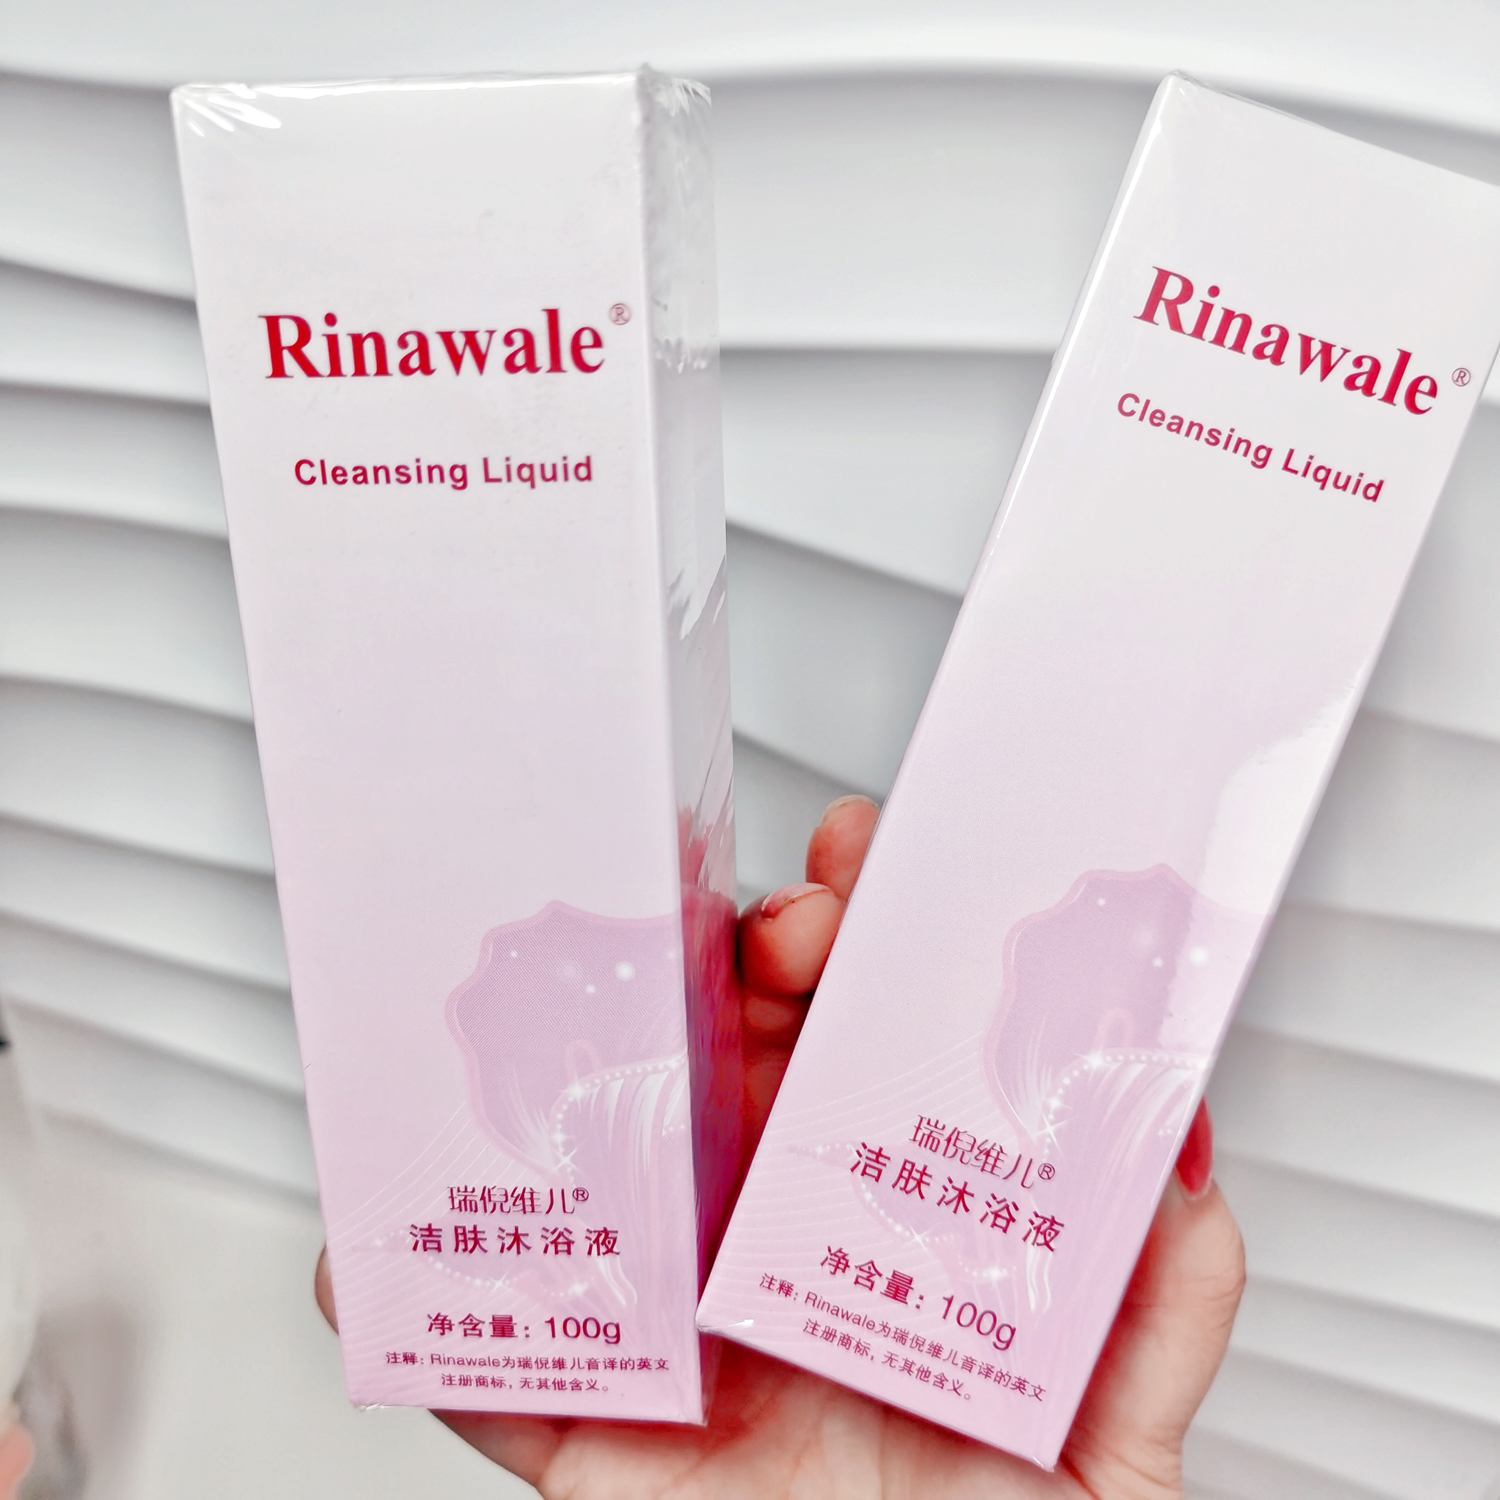 Rinawale®
Cleansing Liquid
瑞倪维儿®
洁肤沐浴液
净含量：100g
注释：Rinawale为瑞倪维儿音译的英文
注册商标，无其他含义。
Rinawale®
Cleansing Liquid
瑞倪维儿®
洁肤沐浴液
净含量：100g
注释：Rinawale为瑞倪维儿音译的英文
注册商标，无其他含义。